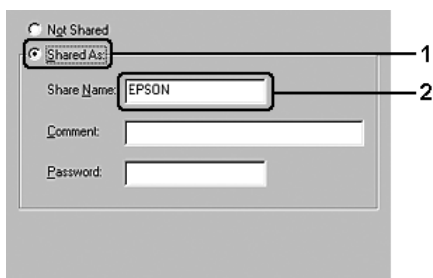 Not Shared
Shared As: 1
Share Name: EPSON 2
Comment:
Password: